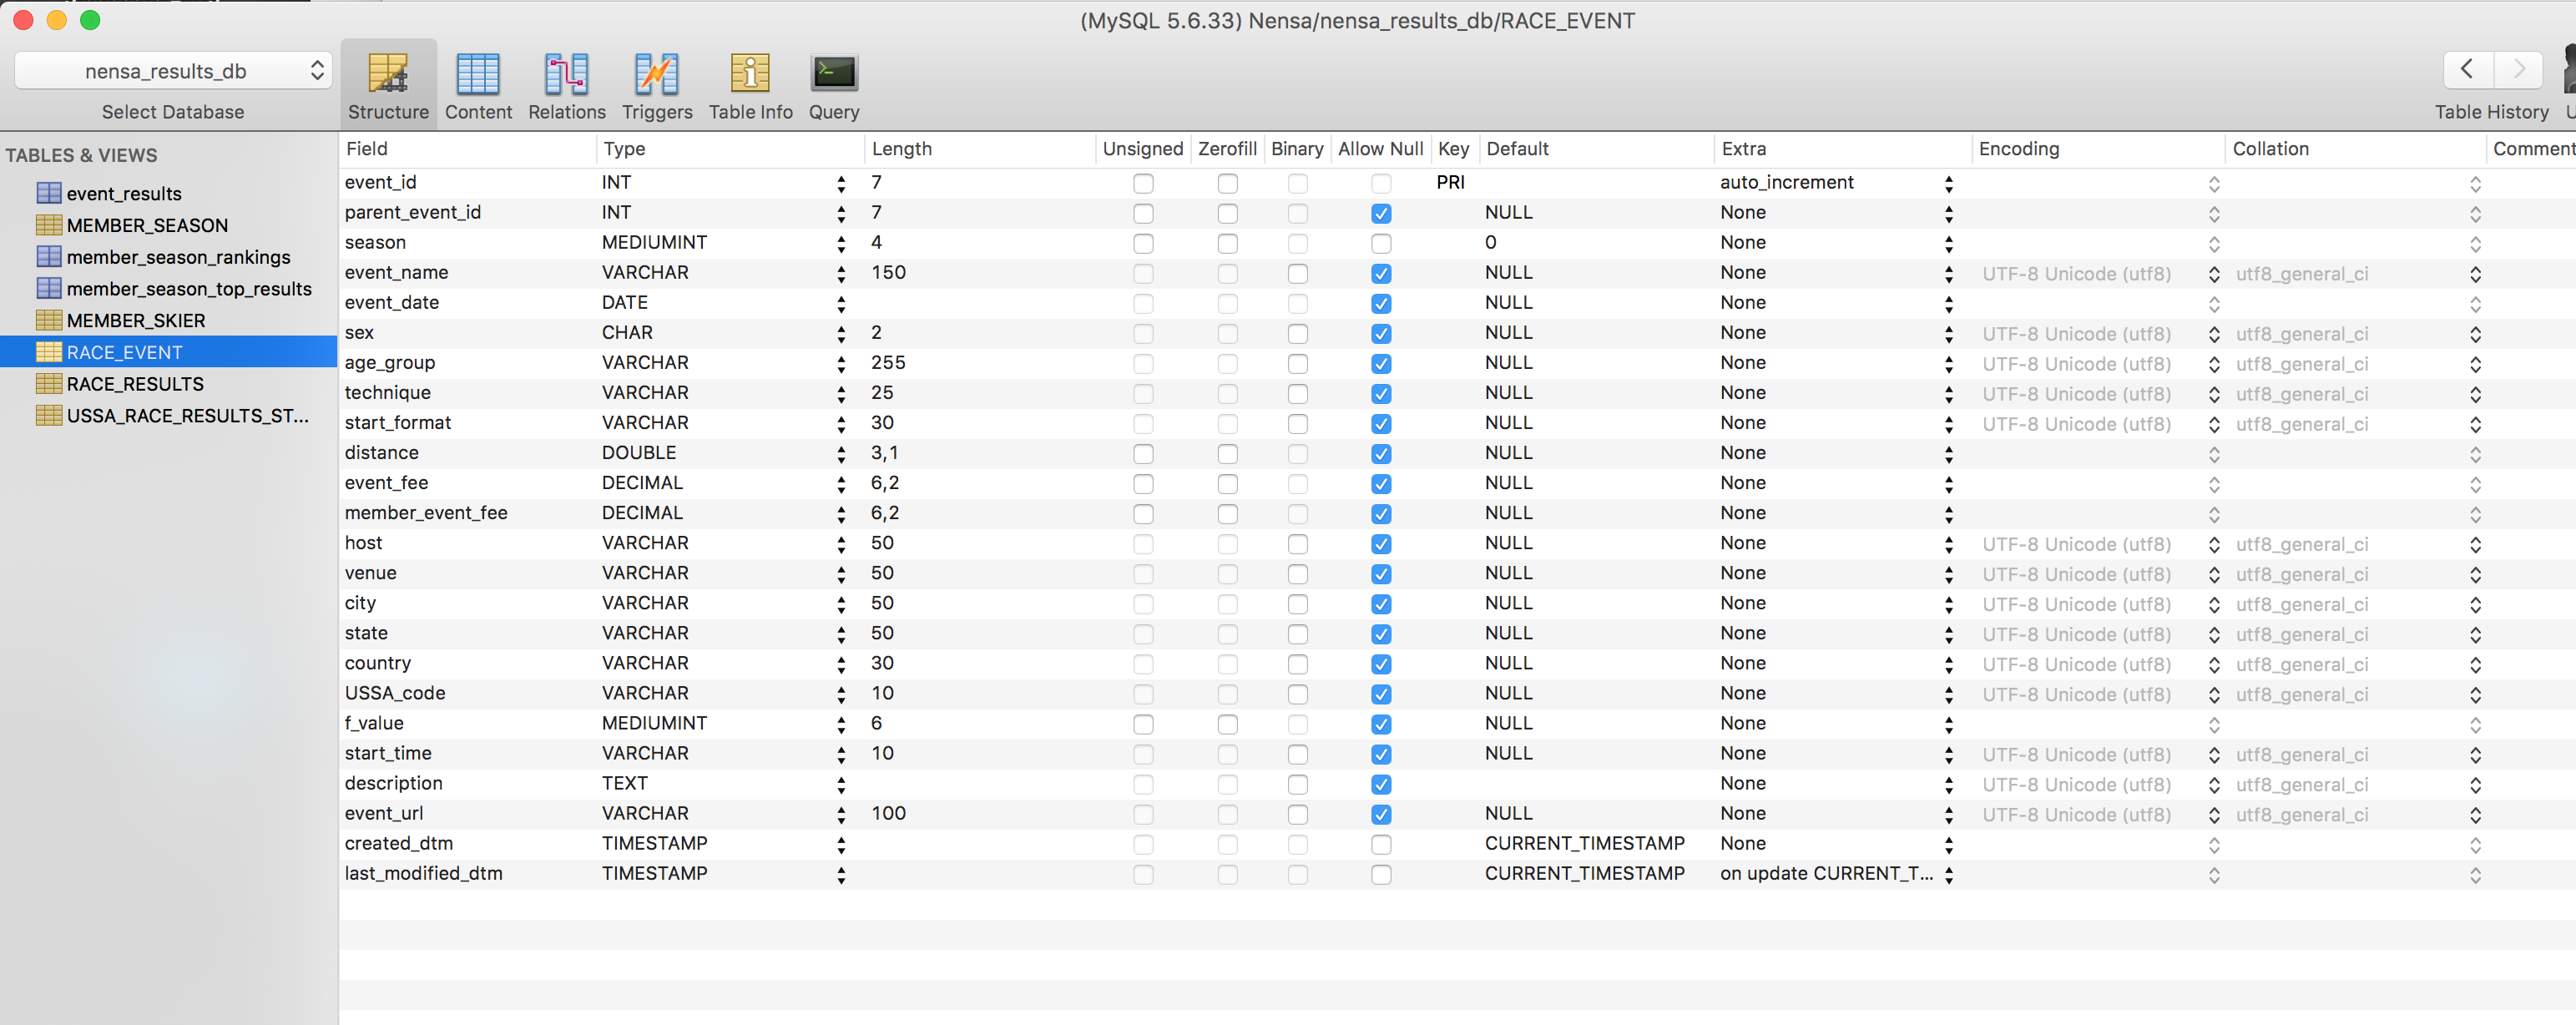 (MySQL 5.6.33) Nensa/nensa_results_db/RACE_EVENT
nensa_results_db
Select Database
Structure Content Relations Triggers Table Info Query
Table History
TABLES & VIEWS
event_results
MEMBER_SEASON
member_season_rankings
member_season_top_results
MEMBER_SKIER
RACE_EVENT
RACE_RESULTS
USSA_RACE_RESULTS_ST...
Field Type Length Unsigned Zerofill Binary Allow Null Key Default Extra Encoding Collation Comment
event_id INT 7 PRI auto_increment
parent_event_id INT 7 NULL None
season MEDIUMINT 4 0 None
event_name VARCHAR 150 NULL None UTF-8 Unicode (utf8) utf8_general_ci
event_date DATE NULL None
sex CHAR 2 NULL None UTF-8 Unicode (utf8) utf8_general_ci
age_group VARCHAR 255 NULL None UTF-8 Unicode (utf8) utf8_general_ci
technique VARCHAR 25 NULL None UTF-8 Unicode (utf8) utf8_general_ci
start_format VARCHAR 30 NULL None UTF-8 Unicode (utf8) utf8_general_ci
distance DOUBLE 3,1 NULL None
event_fee DECIMAL 6,2 NULL None
member_event_fee DECIMAL 6,2 NULL None
host VARCHAR 50 NULL None UTF-8 Unicode (utf8) utf8_general_ci
venue VARCHAR 50 NULL None UTF-8 Unicode (utf8) utf8_general_ci
city VARCHAR 50 NULL None UTF-8 Unicode (utf8) utf8_general_ci
state VARCHAR 50 NULL None UTF-8 Unicode (utf8) utf8_general_ci
country VARCHAR 30 NULL None UTF-8 Unicode (utf8) utf8_general_ci
USSA_code VARCHAR 10 NULL None UTF-8 Unicode (utf8) utf8_general_ci
f_value MEDIUMINT 6 NULL None
start_time VARCHAR 10 NULL None UTF-8 Unicode (utf8) utf8_general_ci
description TEXT None UTF-8 Unicode (utf8) utf8_general_ci
event_url VARCHAR 100 NULL None UTF-8 Unicode (utf8) utf8_general_ci
created_dtm TIMESTAMP CURRENT_TIMESTAMP None
last_modified_dtm TIMESTAMP CURRENT_TIMESTAMP on update CURRENT_T...